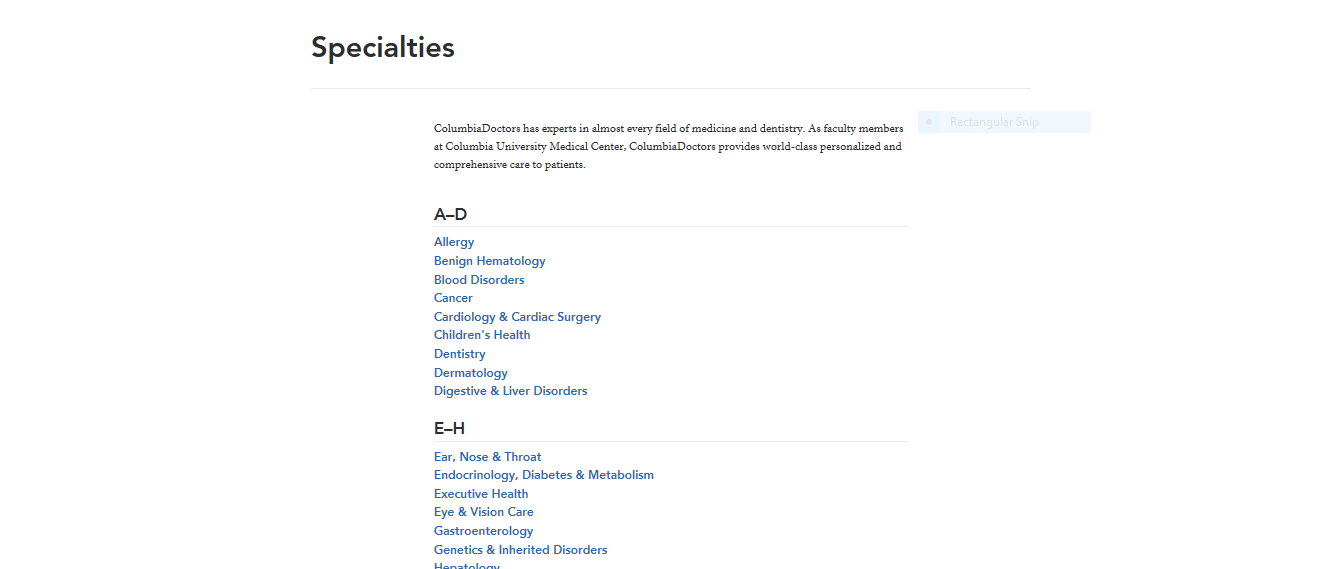 Specialties
Rectangular Snip
ColumbiaDoctors has experts in almost every field of medicine and dentistry. As faculty members
at Columbia University Medical Center, ColumbiaDoctors provides world-class personalized and
comprehensive care to patients.
A–D
Allergy
Benign Hematology
Blood Disorders
Cancer
Cardiology & Cardiac Surgery
Children's Health
Dentistry
Dermatology
Digestive & Liver Disorders
E–H
Ear, Nose & Throat
Endocrinology, Diabetes & Metabolism
Executive Health
Eye & Vision Care
Gastroenterology
Genetics & Inherited Disorders
Hepatology